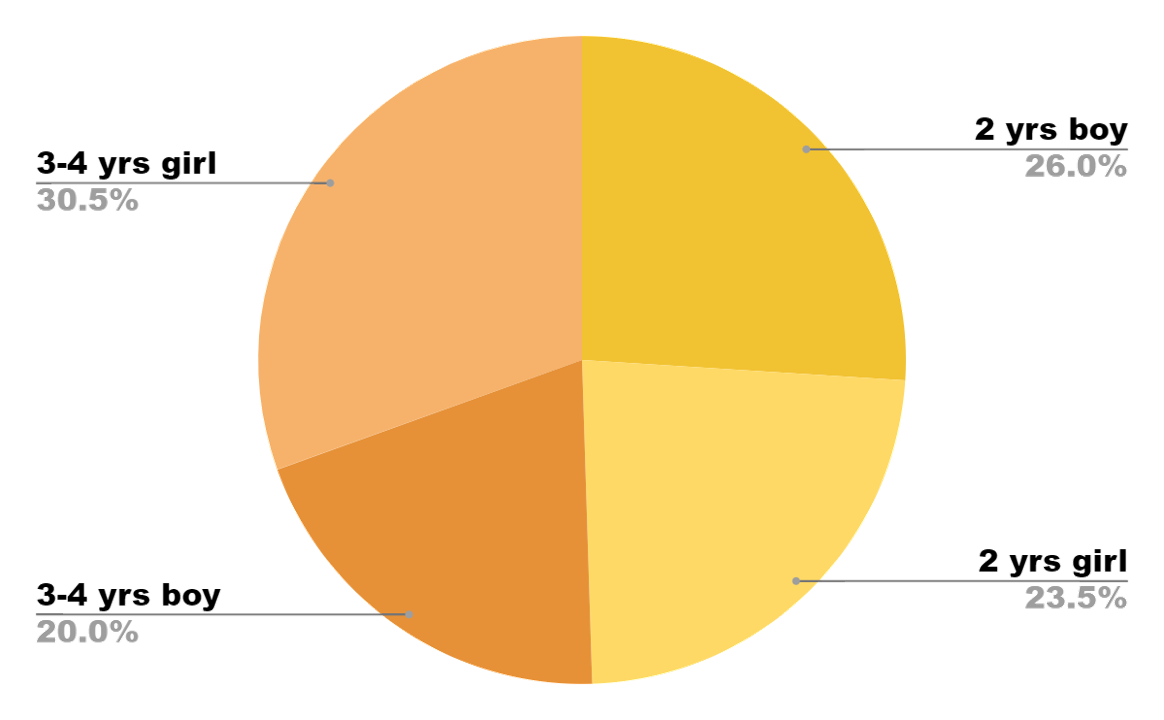 2 yrs boy
26.0%
3-4 yrs girl
30.5%
2 yrs girl
23.5%
3-4 yrs boy
20.0%